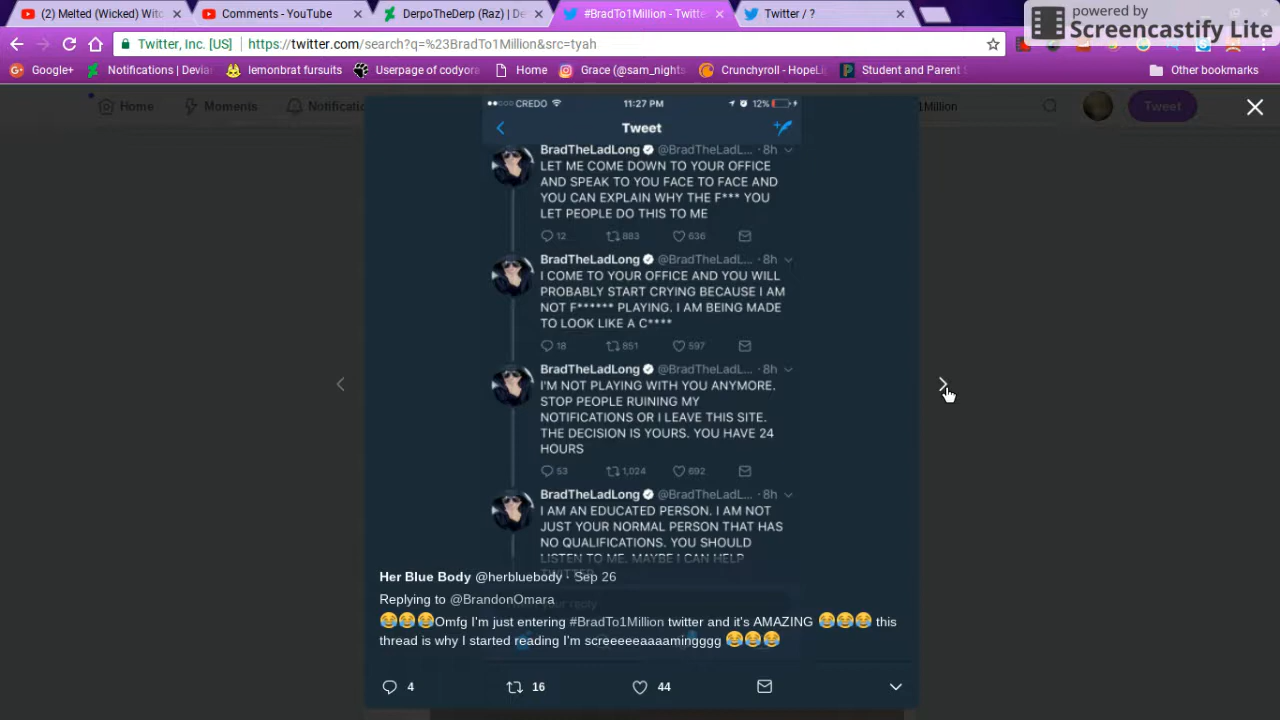 (2) Melted (Wicked) Witc
Comments - YouTube
DerpoTheDerp (Raz) | De
#BradTo1Million - Twitte
Twitter / ?
powered by
Screencastify Lite
Twitter, Inc. [US]
https://twitter.com/search?q=%23BradTo1Million&src=tyah
Google+
Notifications | Deviar
lemonbrat fursuits
Userpage of codyora
Home
Grace (@sam_nights
Crunchyroll - HopeLi
Student and Parent S
Other bookmarks
Home
Moments
Notificatio
1Million
Tweet
CREDO
11:27 PM
12%
Tweet
BradTheLadLong @BradTheLadL... · 8h
LET ME COME DOWN TO YOUR OFFICE
AND SPEAK TO YOU FACE TO FACE AND
YOU CAN EXPLAIN WHY THE F*** YOU
LET PEOPLE DO THIS TO ME
12 883 636
BradTheLadLong @BradTheLadL... · 8h
I COME TO YOUR OFFICE AND YOU WILL
PROBABLY START CRYING BECAUSE I AM
NOT F****** PLAYING. I AM BEING MADE
TO LOOK LIKE A C****
18 851 597
BradTheLadLong @BradTheLadL... · 8h
I'M NOT PLAYING WITH YOU ANYMORE.
STOP PEOPLE RUINING MY
NOTIFICATIONS OR I LEAVE THIS SITE.
THE DECISION IS YOURS. YOU HAVE 24
HOURS
53 1,024 692
BradTheLadLong @BradTheLadL... · 8h
I AM AN EDUCATED PERSON. I AM NOT
JUST YOUR NORMAL PERSON THAT HAS
NO QUALIFICATIONS. YOU SHOULD
LISTEN TO ME. MAYBE I CAN HELP
TWITTER
Her Blue Body @herbluebody · Sep 26
Replying to @BrandonOmara
reply
😂😂😂Omfg I'm just entering #BradTo1Million twitter and it's AMAZING 😂😂😂 this
thread is why I started reading I'm screeeeeaaaamingggg 😂😂😂
4 16 44